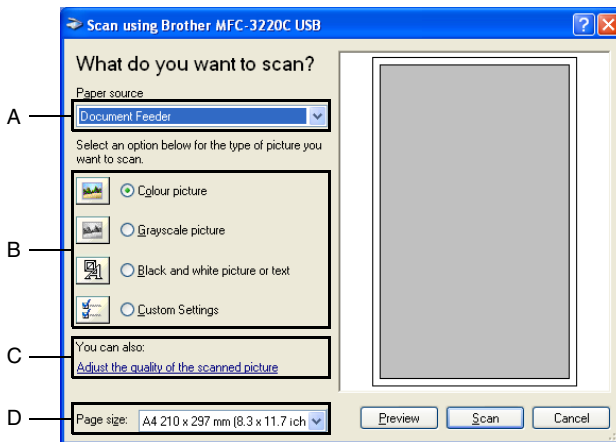 Scan using Brother MFC-3220C USB
What do you want to scan?
Paper source
A
Document Feeder
Select an option below for the type of picture you
want to scan.
B
Colour picture
Grayscale picture
Black and white picture or text
Custom Settings
C
You can also:
Adjust the quality of the scanned picture
D
Page size: A4 210 x 297 mm (8.3 x 11.7 ich
Preview Scan Cancel